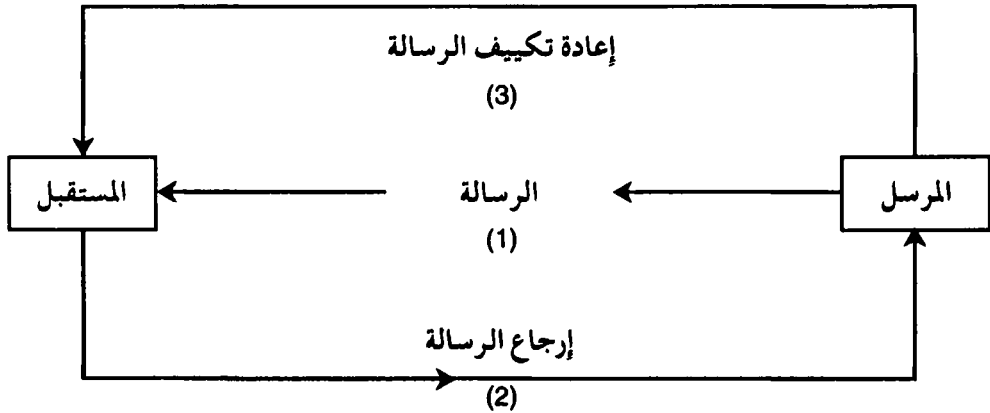 إعادة تكييف الرسالة
(3)
المرسل
الرسالة
المستقبل
(1)
إرجاع الرسالة
(2)